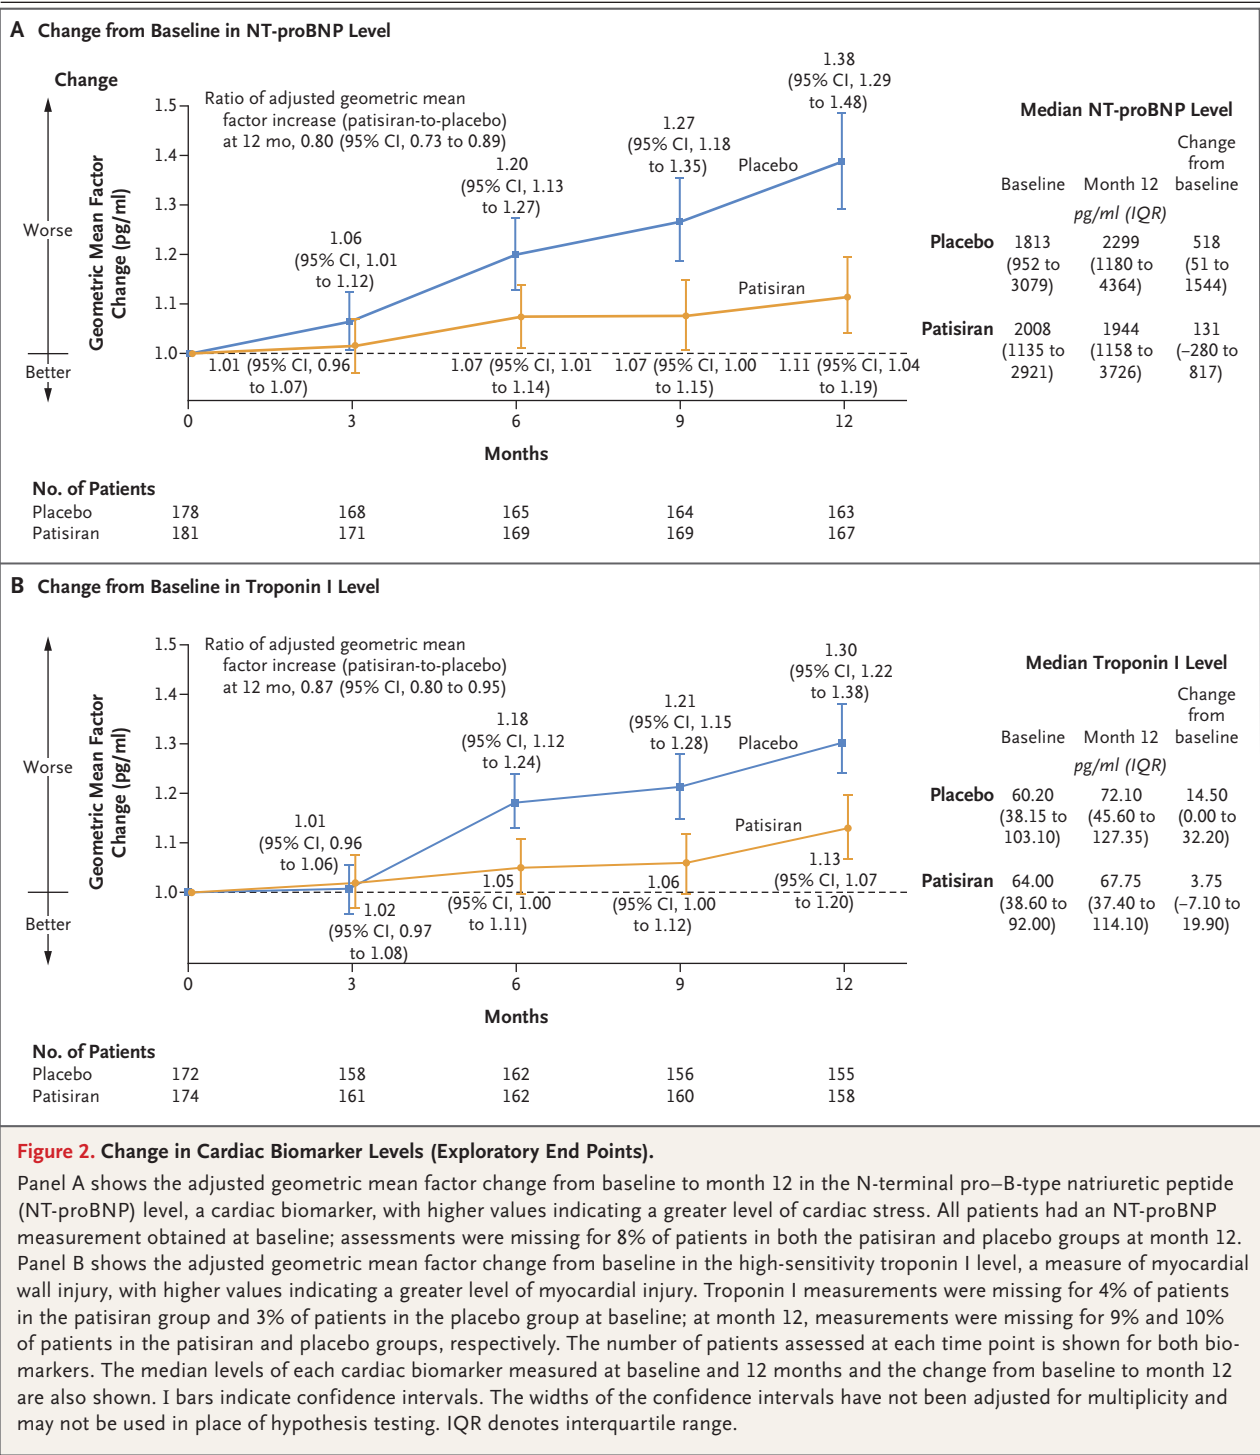 A Change from Baseline in NT-proBNP Level
Change
Worse
Better
Geometric Mean Factor
Change (pg/ml)
1.5
1.4
1.3
1.2
1.1
1.0
Ratio of adjusted geometric mean
factor increase (patisiran-to-placebo)
at 12 mo, 0.80 (95% CI, 0.73 to 0.89)
1.06
(95% CI, 1.01
to 1.12)
1.20
(95% CI, 1.13
to 1.27)
1.27
(95% CI, 1.18
to 1.35)
1.38
(95% CI, 1.29
to 1.48)
Placebo
Patisiran
1.01 (95% CI, 0.96
to 1.07)
1.07 (95% CI, 1.01
to 1.14)
1.07 (95% CI, 1.00
to 1.15)
1.11 (95% CI, 1.04
to 1.19)
0 3 6 9 12
Months
Median NT-proBNP Level
Baseline Month 12 Change from baseline
pg/ml (IQR)
Placebo 1813 2299 518
(952 to (1180 to (51 to
3079) 4364) 1544)
Patisiran 2008 1944 131
(1135 to (1158 to (–280 to
2921) 3726) 817)
No. of Patients
Placebo 178 168 165 164 163
Patisiran 181 171 169 169 167
B Change from Baseline in Troponin I Level
Worse
Better
Geometric Mean Factor
Change (pg/ml)
1.5
1.4
1.3
1.2
1.1
1.0
Ratio of adjusted geometric mean
factor increase (patisiran-to-placebo)
at 12 mo, 0.87 (95% CI, 0.80 to 0.95)
1.01
(95% CI, 0.96
to 1.06)
1.18
(95% CI, 1.12
to 1.24)
1.21
(95% CI, 1.15
to 1.28)
1.30
(95% CI, 1.22
to 1.38)
Placebo
Patisiran
1.02
(95% CI, 0.97
to 1.08)
1.05
(95% CI, 1.00
to 1.11)
1.06
(95% CI, 1.00
to 1.12)
1.13
(95% CI, 1.07
to 1.20)
0 3 6 9 12
Months
Median Troponin I Level
Baseline Month 12 Change from baseline
pg/ml (IQR)
Placebo 60.20 72.10 14.50
(38.15 to (45.60 to (0.00 to
103.10) 127.35) 32.20)
Patisiran 64.00 67.75 3.75
(38.60 to (37.40 to (–7.10 to
92.00) 114.10) 19.90)
No. of Patients
Placebo 172 158 162 156 155
Patisiran 174 161 162 160 158
Figure 2. Change in Cardiac Biomarker Levels (Exploratory End Points).
Panel A shows the adjusted geometric mean factor change from baseline to month 12 in the N-terminal pro–B-type natriuretic peptide
(NT-proBNP) level, a cardiac biomarker, with higher values indicating a greater level of cardiac stress. All patients had an NT-proBNP
measurement obtained at baseline; assessments were missing for 8% of patients in both the patisiran and placebo groups at month 12.
Panel B shows the adjusted geometric mean factor change from baseline in the high-sensitivity troponin I level, a measure of myocardial
wall injury, with higher values indicating a greater level of myocardial injury. Troponin I measurements were missing for 4% of patients
in the patisiran group and 3% of patients in the placebo group at baseline; at month 12, measurements were missing for 9% and 10%
of patients in the patisiran and placebo groups, respectively. The number of patients assessed at each time point is shown for both bio-
markers. The median levels of each cardiac biomarker measured at baseline and 12 months and the change from baseline to month 12
are also shown. I bars indicate confidence intervals. The widths of the confidence intervals have not been adjusted for multiplicity and
may not be used in place of hypothesis testing. IQR denotes interquartile range.